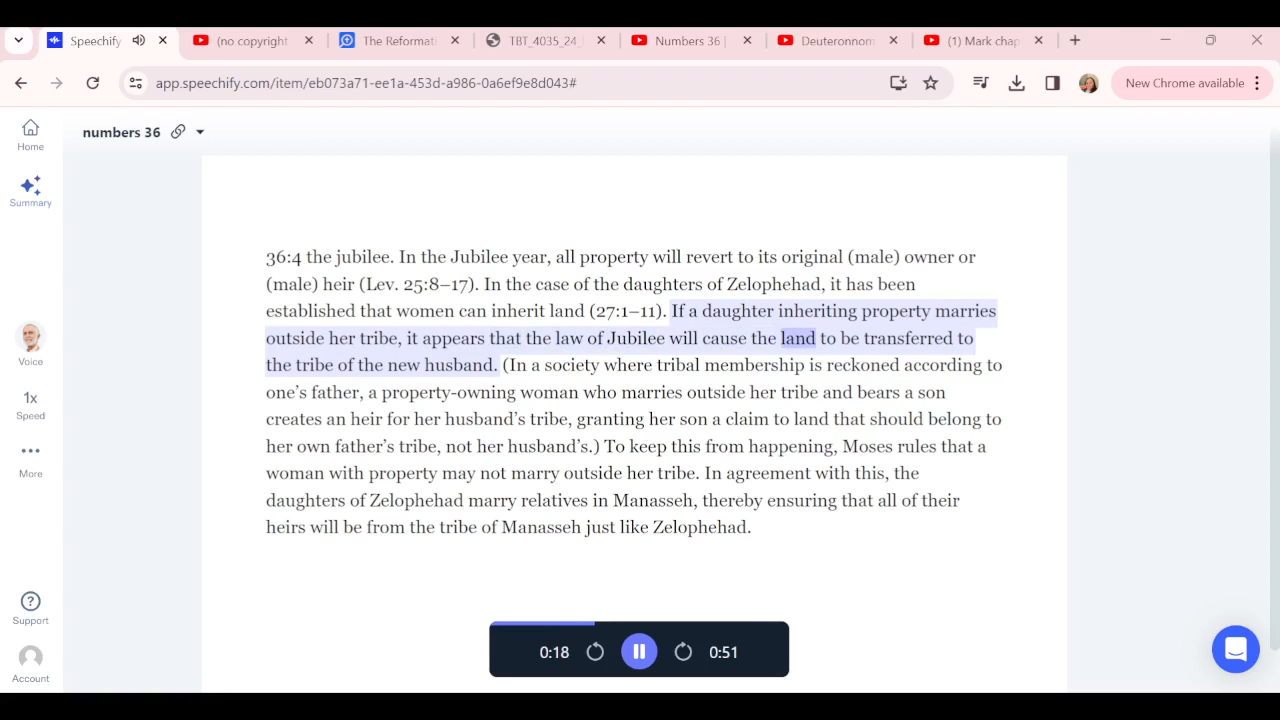 Speechify
(no copyright
The Reformati
TBT_4035_24_
Numbers 36 |
Deuteronom
(1) Mark chap
app.speechify.com/item/eb073a71-ee1a-453d-a986-0a6ef9e8d043#
New Chrome available
numbers 36
Home
Summary
Voice
1x
Speed
More
Support
Account
36:4 the jubilee. In the Jubilee year, all property will revert to its original (male) owner or
(male) heir (Lev. 25:8–17). In the case of the daughters of Zelophehad, it has been
established that women can inherit land (27:1–11). If a daughter inheriting property marries
outside her tribe, it appears that the law of Jubilee will cause the land to be transferred to
the tribe of the new husband. (In a society where tribal membership is reckoned according to
one’s father, a property-owning woman who marries outside her tribe and bears a son
creates an heir for her husband’s tribe, granting her son a claim to land that should belong to
her own father’s tribe, not her husband’s.) To keep this from happening, Moses rules that a
woman with property may not marry outside her tribe. In agreement with this, the
daughters of Zelophehad marry relatives in Manasseh, thereby ensuring that all of their
heirs will be from the tribe of Manasseh just like Zelophehad.
0:18
0:51